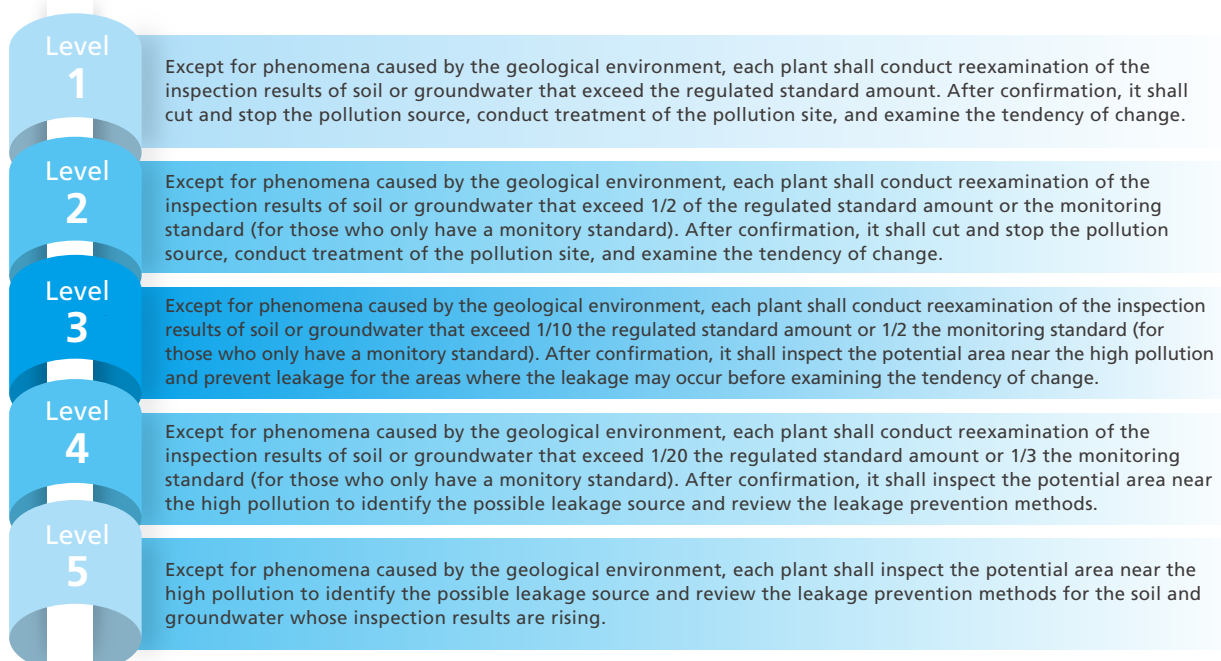 Level
1
Except for phenomena caused by the geological environment, each plant shall conduct reexamination of the
inspection results of soil or groundwater that exceed the regulated standard amount. After confirmation, it shall
cut and stop the pollution source, conduct treatment of the pollution site, and examine the tendency of change.
Level
2
Except for phenomena caused by the geological environment, each plant shall conduct reexamination of the
inspection results of soil or groundwater that exceed 1/2 of the regulated standard amount or the monitoring
standard (for those who only have a monitory standard). After confirmation, it shall cut and stop the pollution
source, conduct treatment of the pollution site, and examine the tendency of change.
Level
3
Except for phenomena caused by the geological environment, each plant shall conduct reexamination of the inspection
results of soil or groundwater that exceed 1/10 the regulated standard amount or 1/2 the monitoring standard (for
those who only have a monitory standard). After confirmation, it shall inspect the potential area near the high pollution
and prevent leakage for the areas where the leakage may occur before examining the tendency of change.
Level
4
Except for phenomena caused by the geological environment, each plant shall conduct reexamination of the
inspection results of soil or groundwater that exceed 1/20 the regulated standard amount or 1/3 the monitoring
standard (for those who only have a monitory standard). After confirmation, it shall inspect the potential area near
the high pollution to identify the possible leakage source and review the leakage prevention methods.
Level
5
Except for phenomena caused by the geological environment, each plant shall inspect the potential area near the
high pollution to identify the possible leakage source and review the leakage prevention methods for the soil and
groundwater whose inspection results are rising.